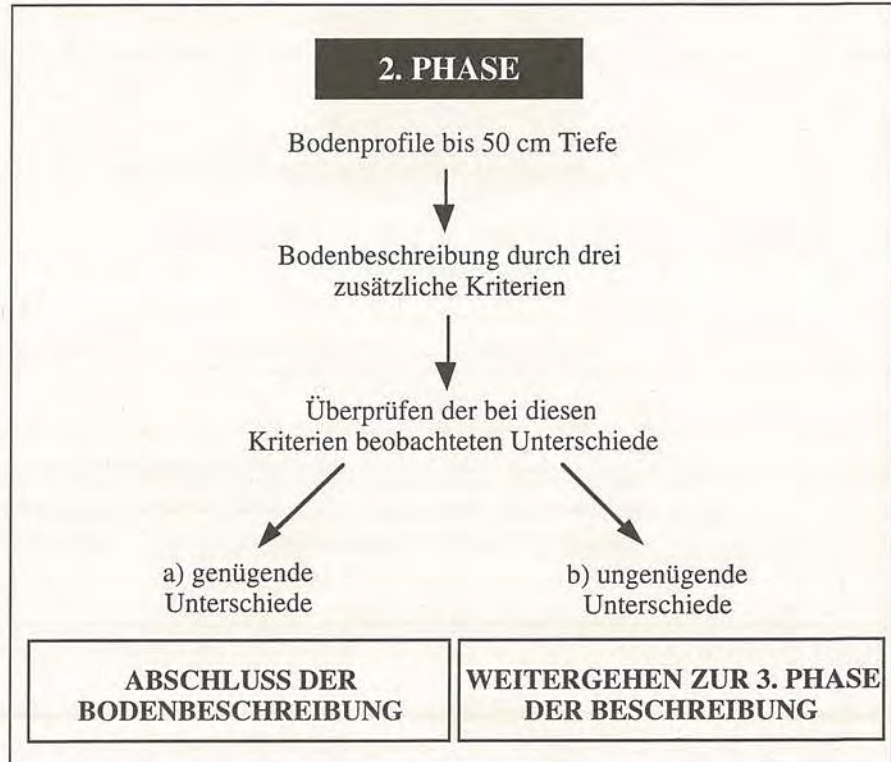 2. PHASE
Bodenprofile bis 50 cm Tiefe
Bodenbeschreibung durch drei
zusätzliche Kriterien
Überprüfen der bei diesen
Kriterien beobachteten Unterschiede
a) genügende
Unterschiede
b) ungenügende
Unterschiede
ABSCHLUSS DER
BODENBESCHREIBUNG
WEITERGEHEN ZUR 3. PHASE
DER BESCHREIBUNG